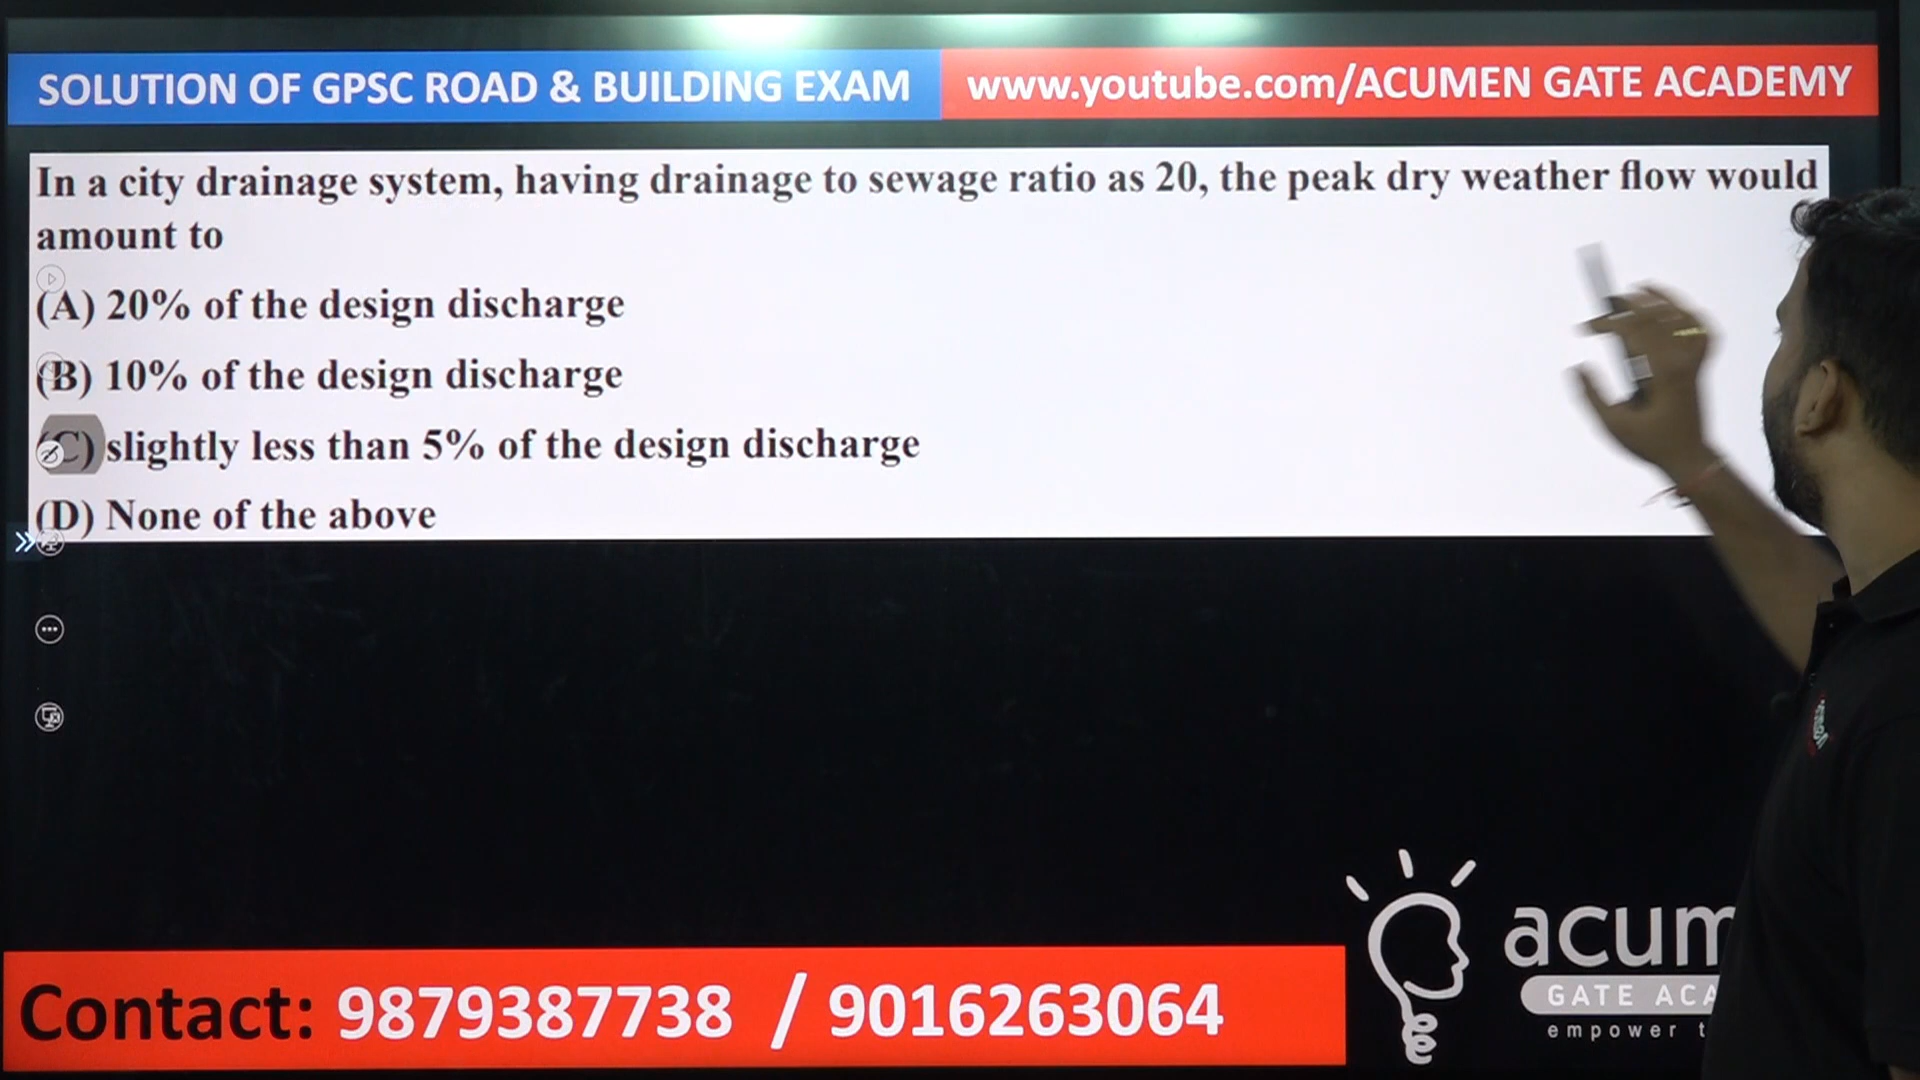 SOLUTION OF GPSC ROAD & BUILDING EXAM
www.youtube.com/ACUMEN GATE ACADEMY
In a city drainage system, having drainage to sewage ratio as 20, the peak dry weather flow would
amount to
(A) 20% of the design discharge
(B) 10% of the design discharge
(C) slightly less than 5% of the design discharge
(D) None of the above
Contact: 9879387738 / 9016263064
acum
GATE ACA
empower t